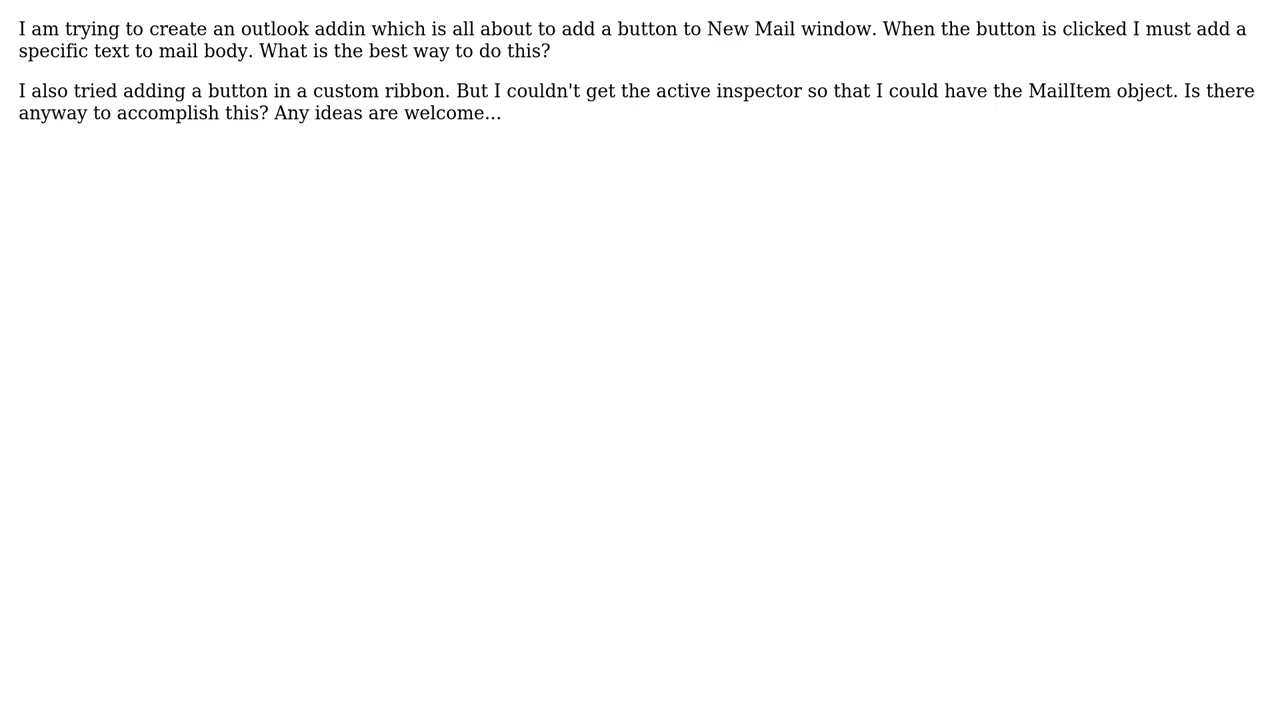 I am trying to create an outlook addin which is all about to add a button to New Mail window. When the button is clicked I must add a
specific text to mail body. What is the best way to do this?
I also tried adding a button in a custom ribbon. But I couldn't get the active inspector so that I could have the MailItem object. Is there
anyway to accomplish this? Any ideas are welcome...